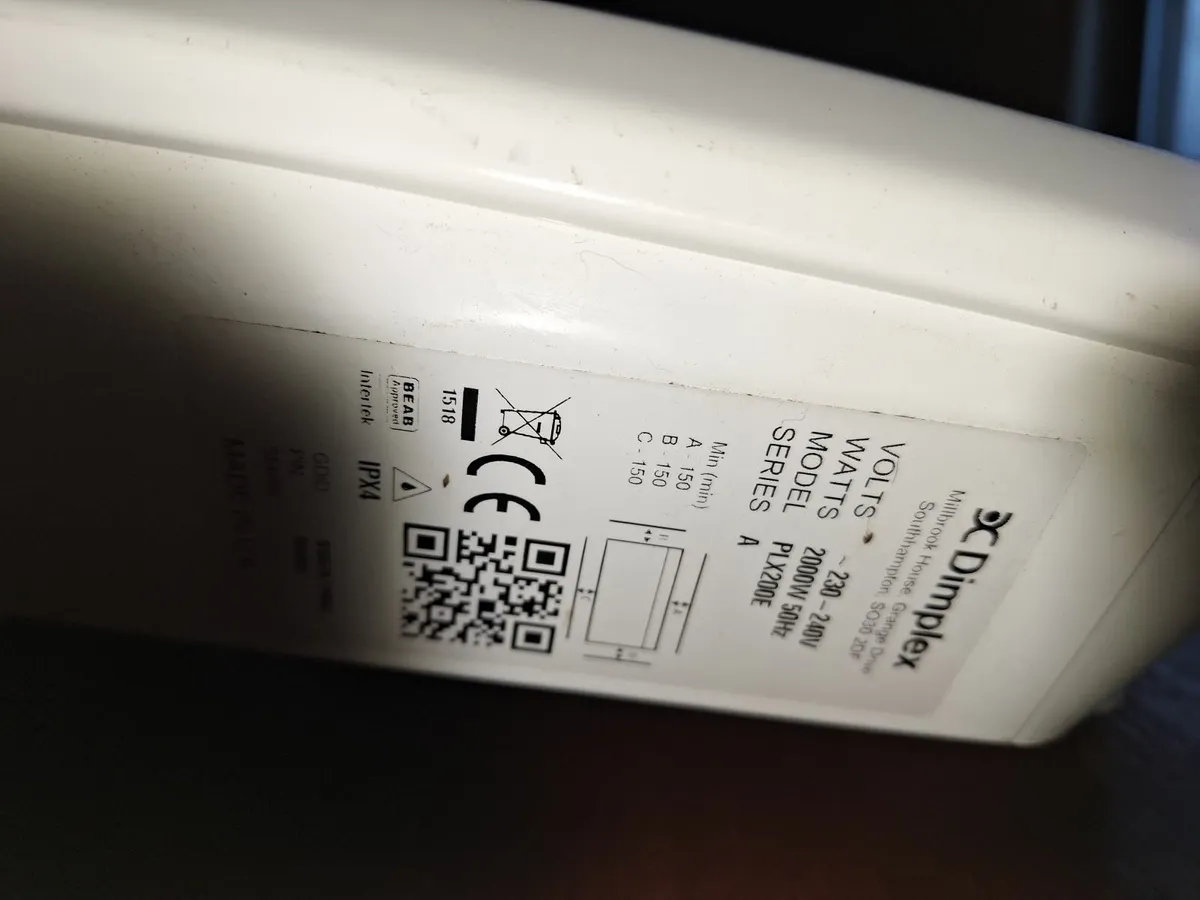 Dimplex
Millbrook House, Grange Drive
Southampton, SO30 2DF
VOLTS ~ 230 - 240V
WATTS 2000W 50Hz
MODEL PLX200E
SERIES A
Min (mm)
A - 150
B - 150
C - 150
1518
BEAB
Approved
Intertek
IPX4